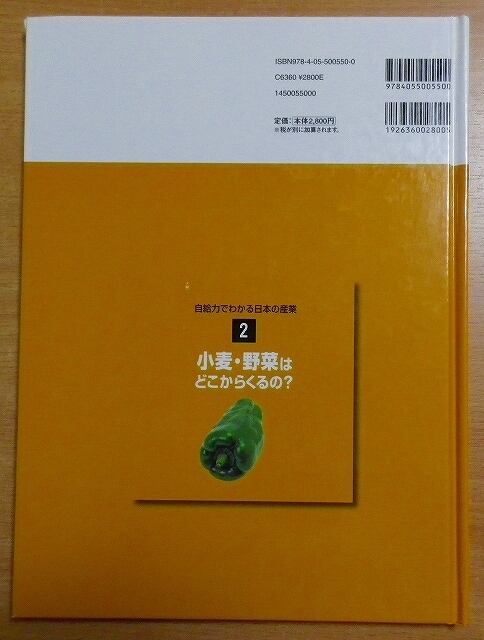 ISBN978-4-05-500550-0
C6360 ¥2800E
1450055000
定価：本体2,800円
※税が別に加算されます。
9784055005500
1926360028005
自給力でわかる日本の産業
2
小麦・野菜は
どこからくるの？